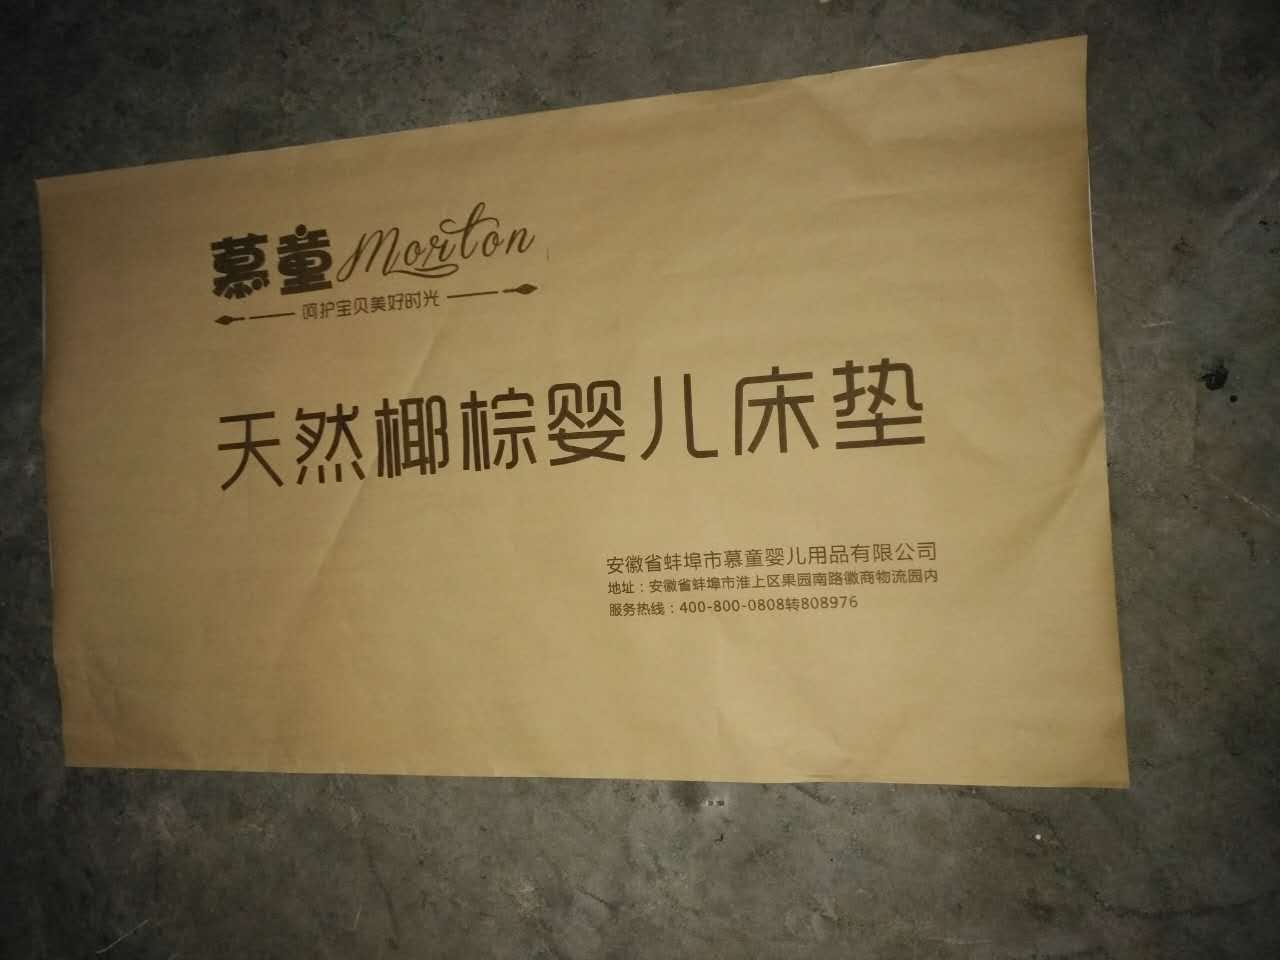 慕童 Morton
呵护宝贝美好时光
天然椰棕婴儿床垫
安徽省蚌埠市慕童婴儿用品有限公司
地址：安徽省蚌埠市淮上区果园南路徽商物流园内
服务热线：400-800-0808转808976